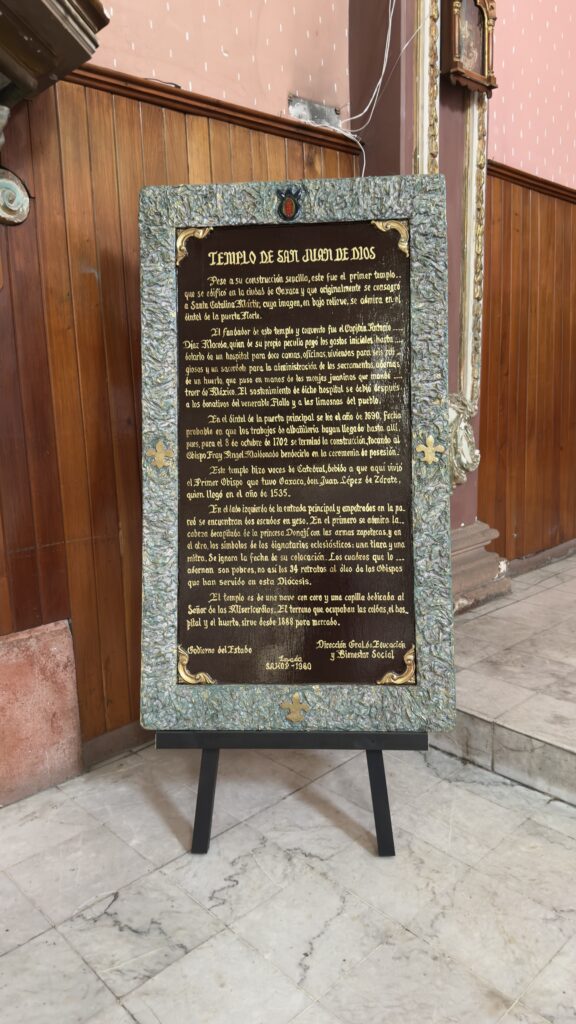 TEMPLO DE SAN JUAN DE DIOS
Pese a su construcción sencilla, este fue el primer templo
que se edificó en la ciudad de Oaxaca y que originalmente se consagró
a Santa Catalina Mártir, cuya imagen, en bajo relieve, se admira en el
dintel de la puerta Norte.
El fundador de este templo y convento fue el Capitán Antonio
Díaz Maceda, quien de su propio peculio pagó los gastos iniciales, hasta
dotarlo de un hospital para doce camas, oficinas, viviendas para seis reli
giosos y un sacerdote para la administración de los sacramentos, además
de un huerto, que puso en manos de los monjes juaninos que mandó
traer de México. El sostenimiento de dicho hospital se debió después
a los donativos del venerable Fiallo y a las limosnas del pueblo.
En el dintel de la puerta principal se lee el año de 1690, fecha
probable en que los trabajos de albañilería hayan llegado hasta allí,
pues, para el 8 de octubre de 1702 se terminó la construcción, tocando al
Obispo Fray Angel Maldonado bendecirlo en la ceremonia de posesión.
Este templo hizo veces de Catedral, debido a que aquí vivió
el Primer Obispo que tuvo Oaxaca, don Juan López de Zárate,
quien llegó en el año de 1535.
En el lado izquierdo de la entrada principal y empotrados en la pa
red se encuentran dos escudos en yeso. En el primero se admira la
cabeza decapitada de la princesa Donají con las armas zapotecas, y en
el otro, los símbolos de los dignatarios eclesiásticos: una tiara y una
mitra. Se ignora la fecha de su colocación. Los cuadros que lo
adornan son pobres, no así los 34 retratos al óleo de los Obispos
que han servido en esta Diócesis.
El templo es de una nave con coro y una capilla dedicada al
Señor de las Misericordias. El terreno que ocupaban las celdas, el hos
pital y el huerto, sirve desde 1888 para mercado.
Gobierno del Estado
Dirección Gral. de Educación
y Bienestar Social
SAHOP-1980